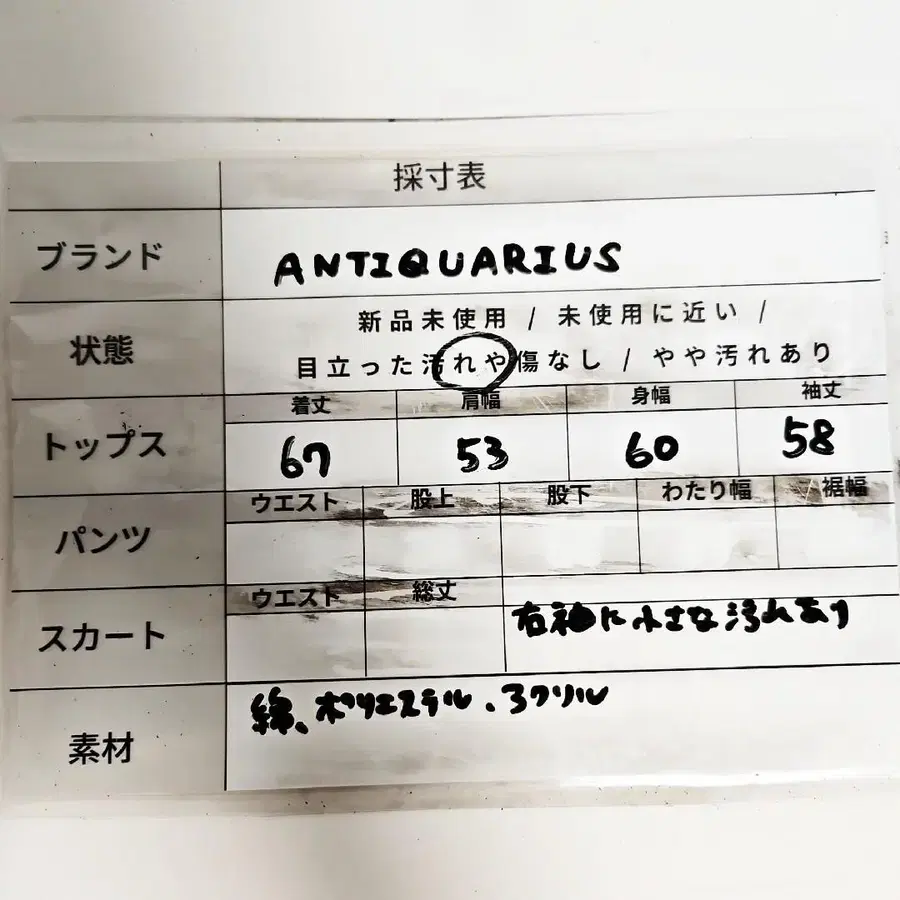 採寸表
ブランド ANTIQUARIUS
状態 新品未使用 / 未使用に近い /
目立った汚れや傷なし / やや汚れあり
着丈 肩幅 身幅 袖丈
トップス 67 53 60 58
ウエスト 股上 股下 わたり幅 裾幅
パンツ
ウエスト 総丈
スカート 右袖に小さな汚れあり
素材 綿、ポリエステル、アクリル